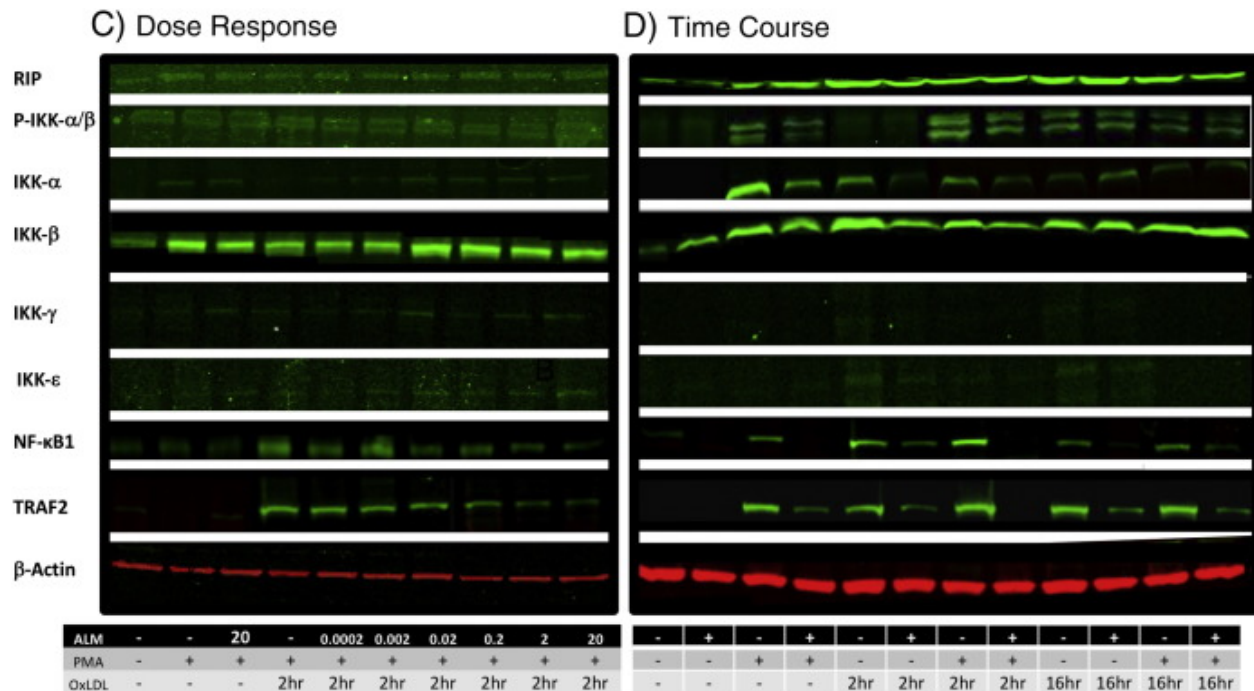 C) Dose Response
D) Time Course
RIP
P-IKK-α/β
IKK-α
IKK-β
IKK-γ
IKK-ε
B
NF-κB1
TRAF2
β-Actin
ALM - - 20 - 0.0002 0.002 0.02 0.2 2 20
PMA - + + + + + + + + +
OxLDL - - - 2hr 2hr 2hr 2hr 2hr 2hr 2hr
- + - + - + - + - + - +
- - + + - - + + - - + +
- - - - 2hr 2hr 2hr 2hr 16hr 16hr 16hr 16hr